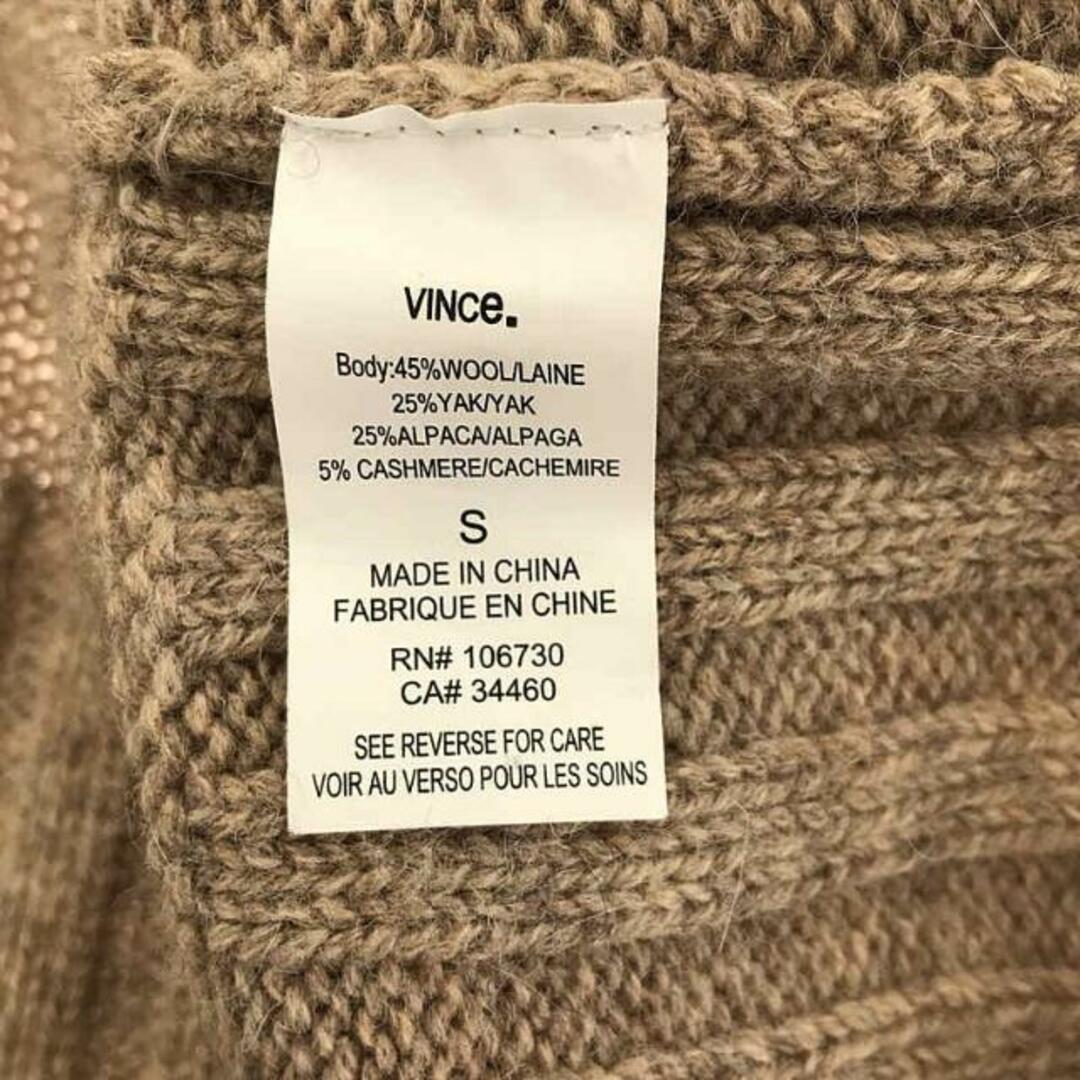 VINCe.
Body:45%WOOL/LAINE
25%YAK/YAK
25%ALPACA/ALPAGA
5% CASHMERE/CACHEMIRE
S
MADE IN CHINA
FABRIQUE EN CHINE
RN# 106730
CA# 34460
SEE REVERSE FOR CARE
VOIR AU VERSO POUR LES SOINS